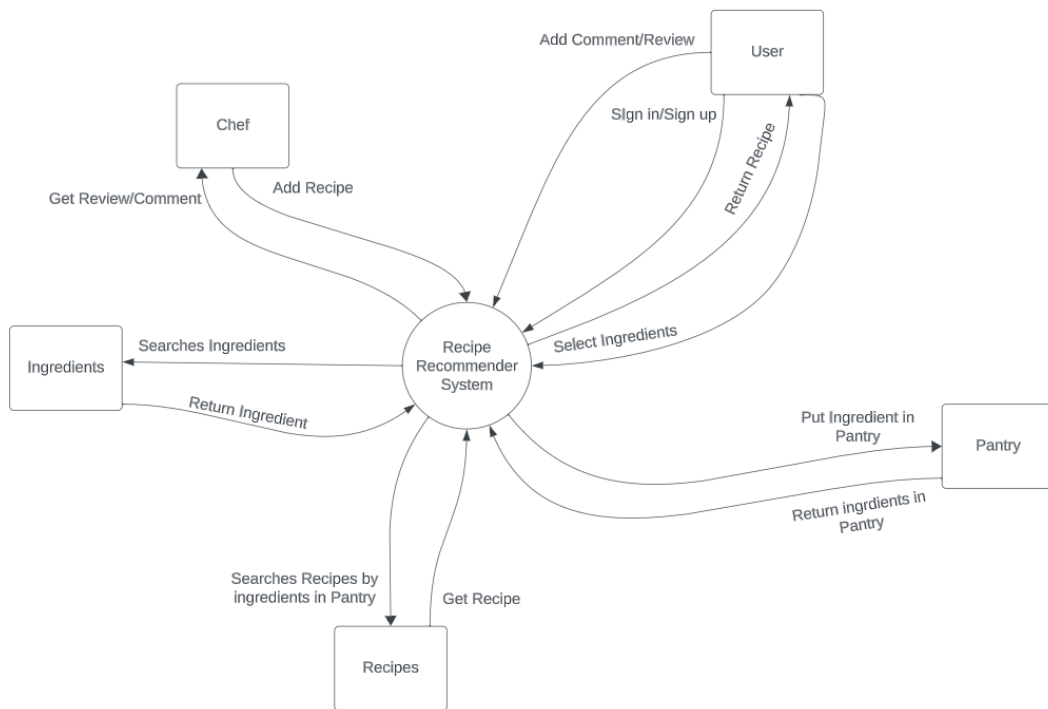 Add Comment/Review
User
SIgn in/Sign up
Return Recipe
Chef
Add Recipe
Get Review/Comment
Recipe
Recommender
System
Select Ingredients
Searches Ingredients
Ingredients
Return Ingredient
Put Ingredient in
Pantry
Pantry
Return ingrdients in
Pantry
Searches Recipes by
ingredients in Pantry
Get Recipe
Recipes